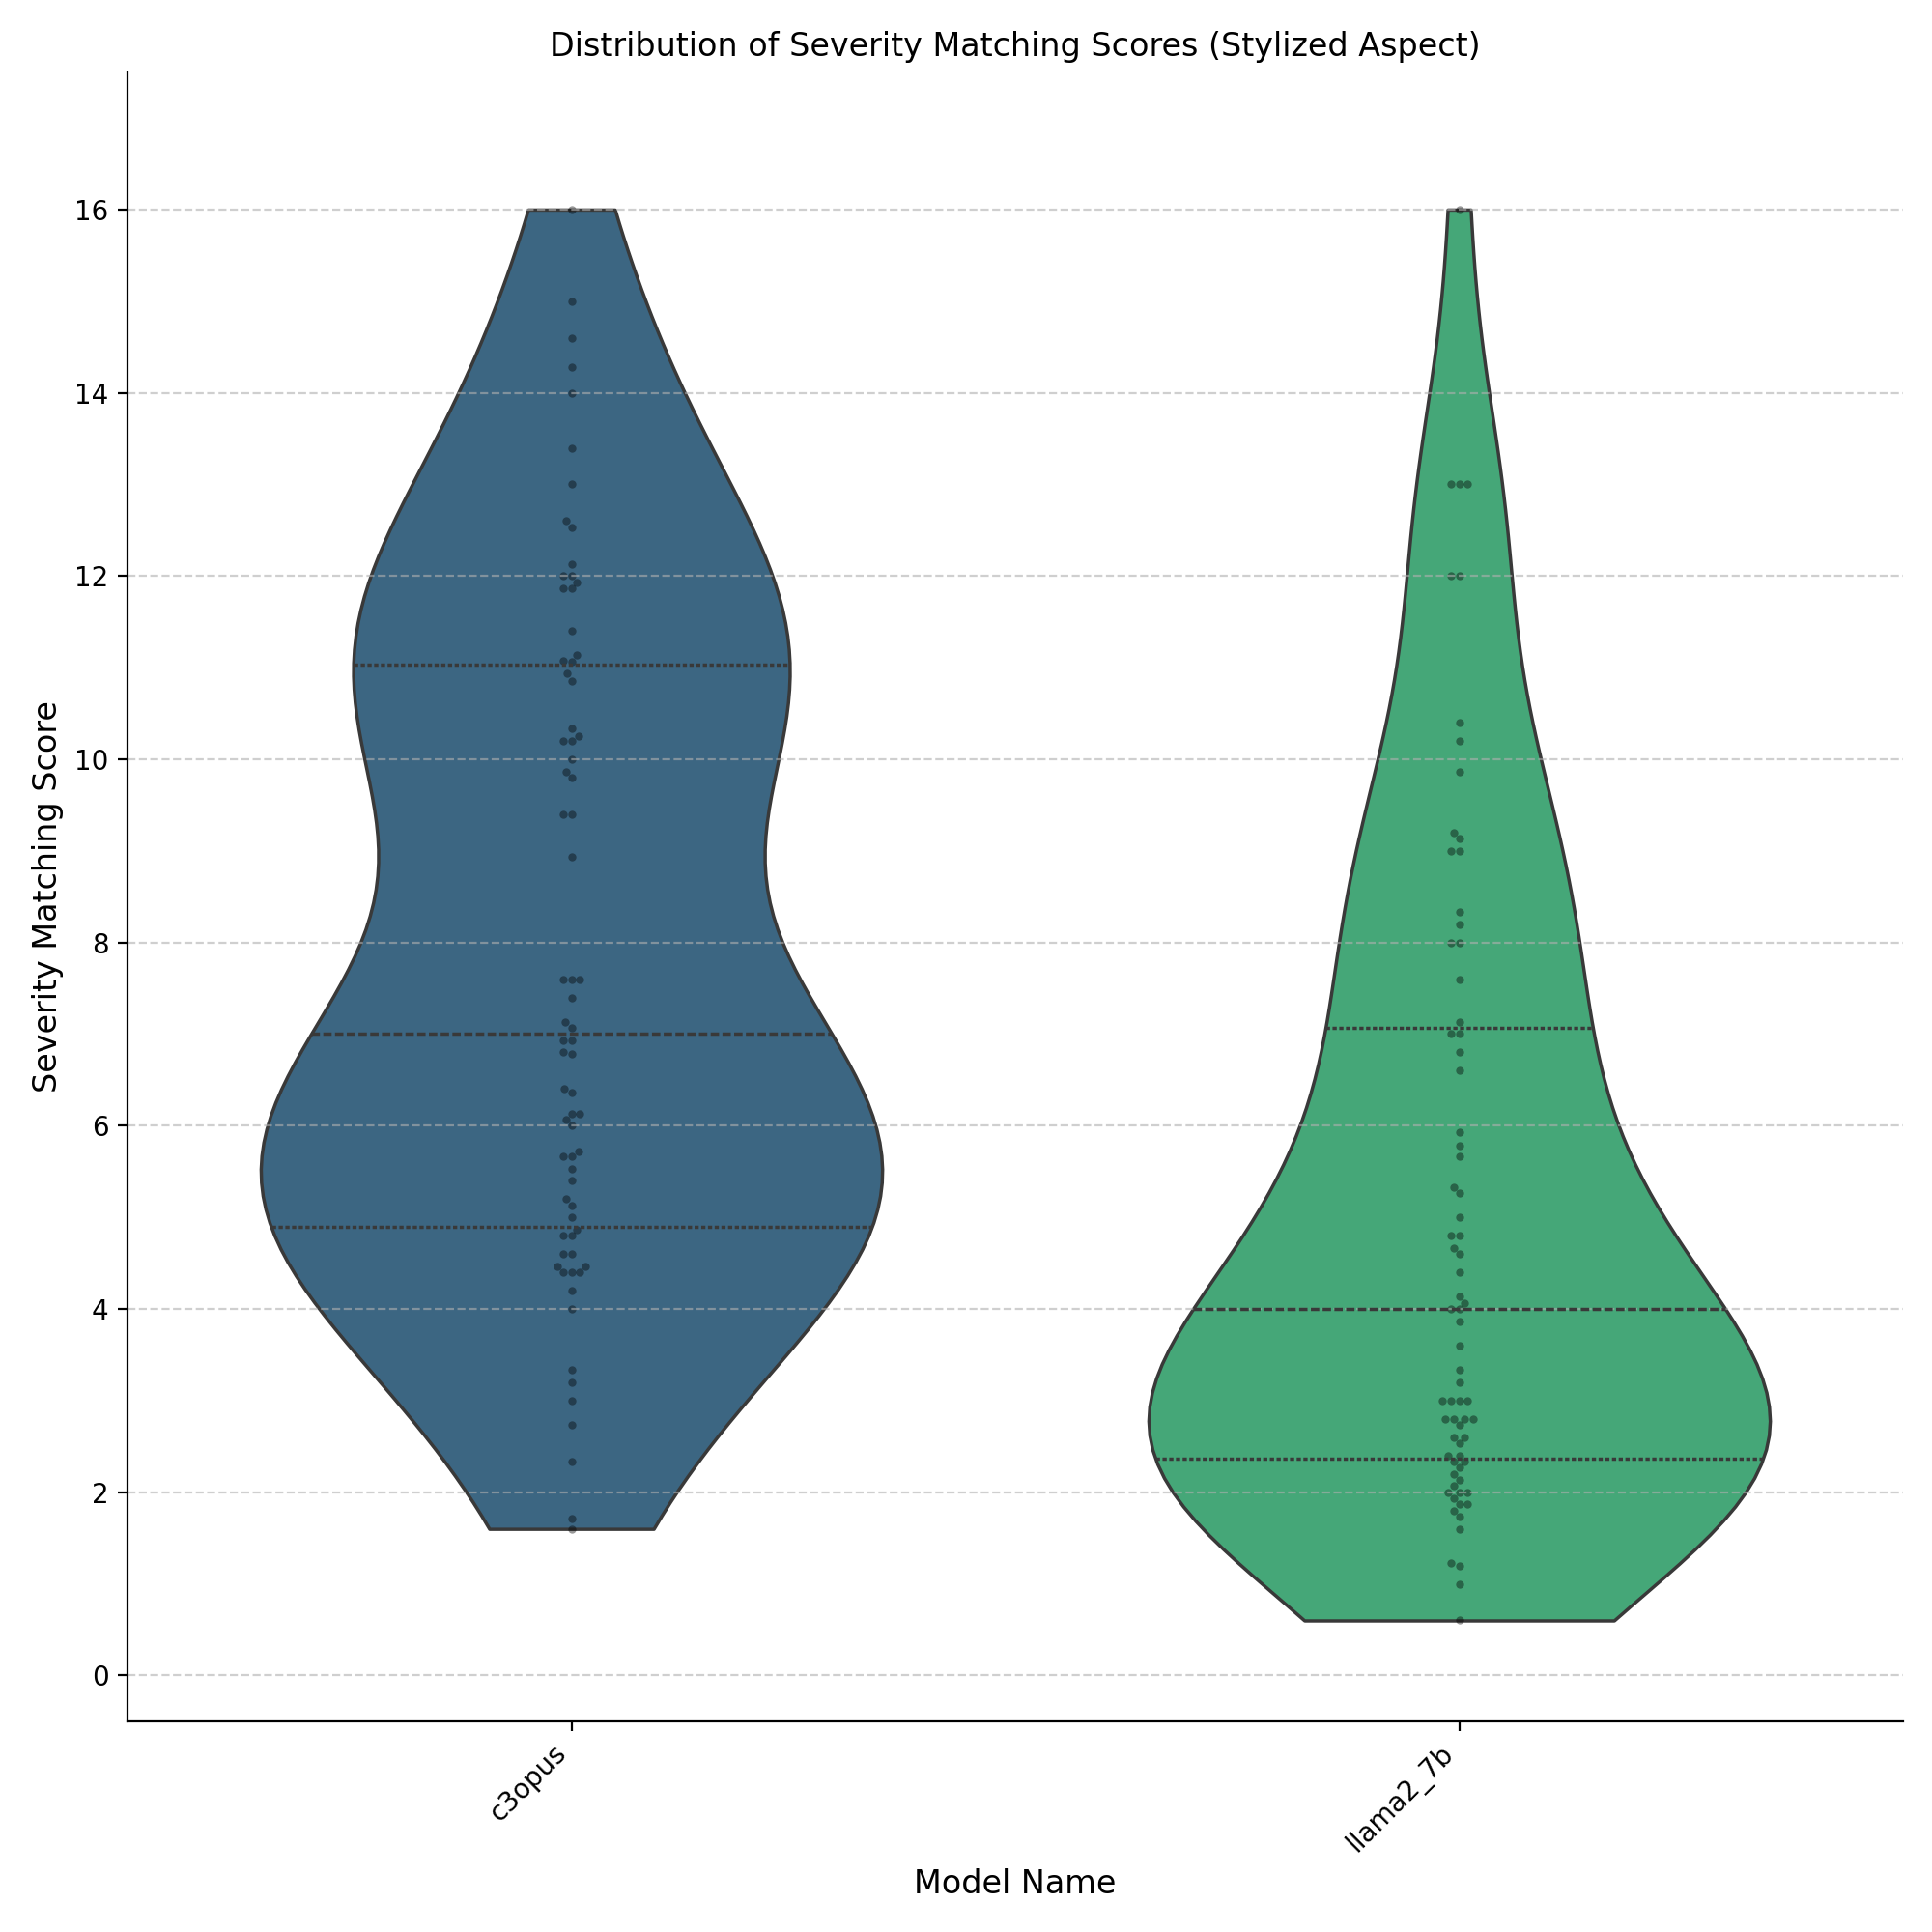 Distribution of Severity Matching Scores (Stylized Aspect)
Severity Matching Score
16
14
12
10
8
6
4
2
0
c3opus
llama2_7b
Model Name